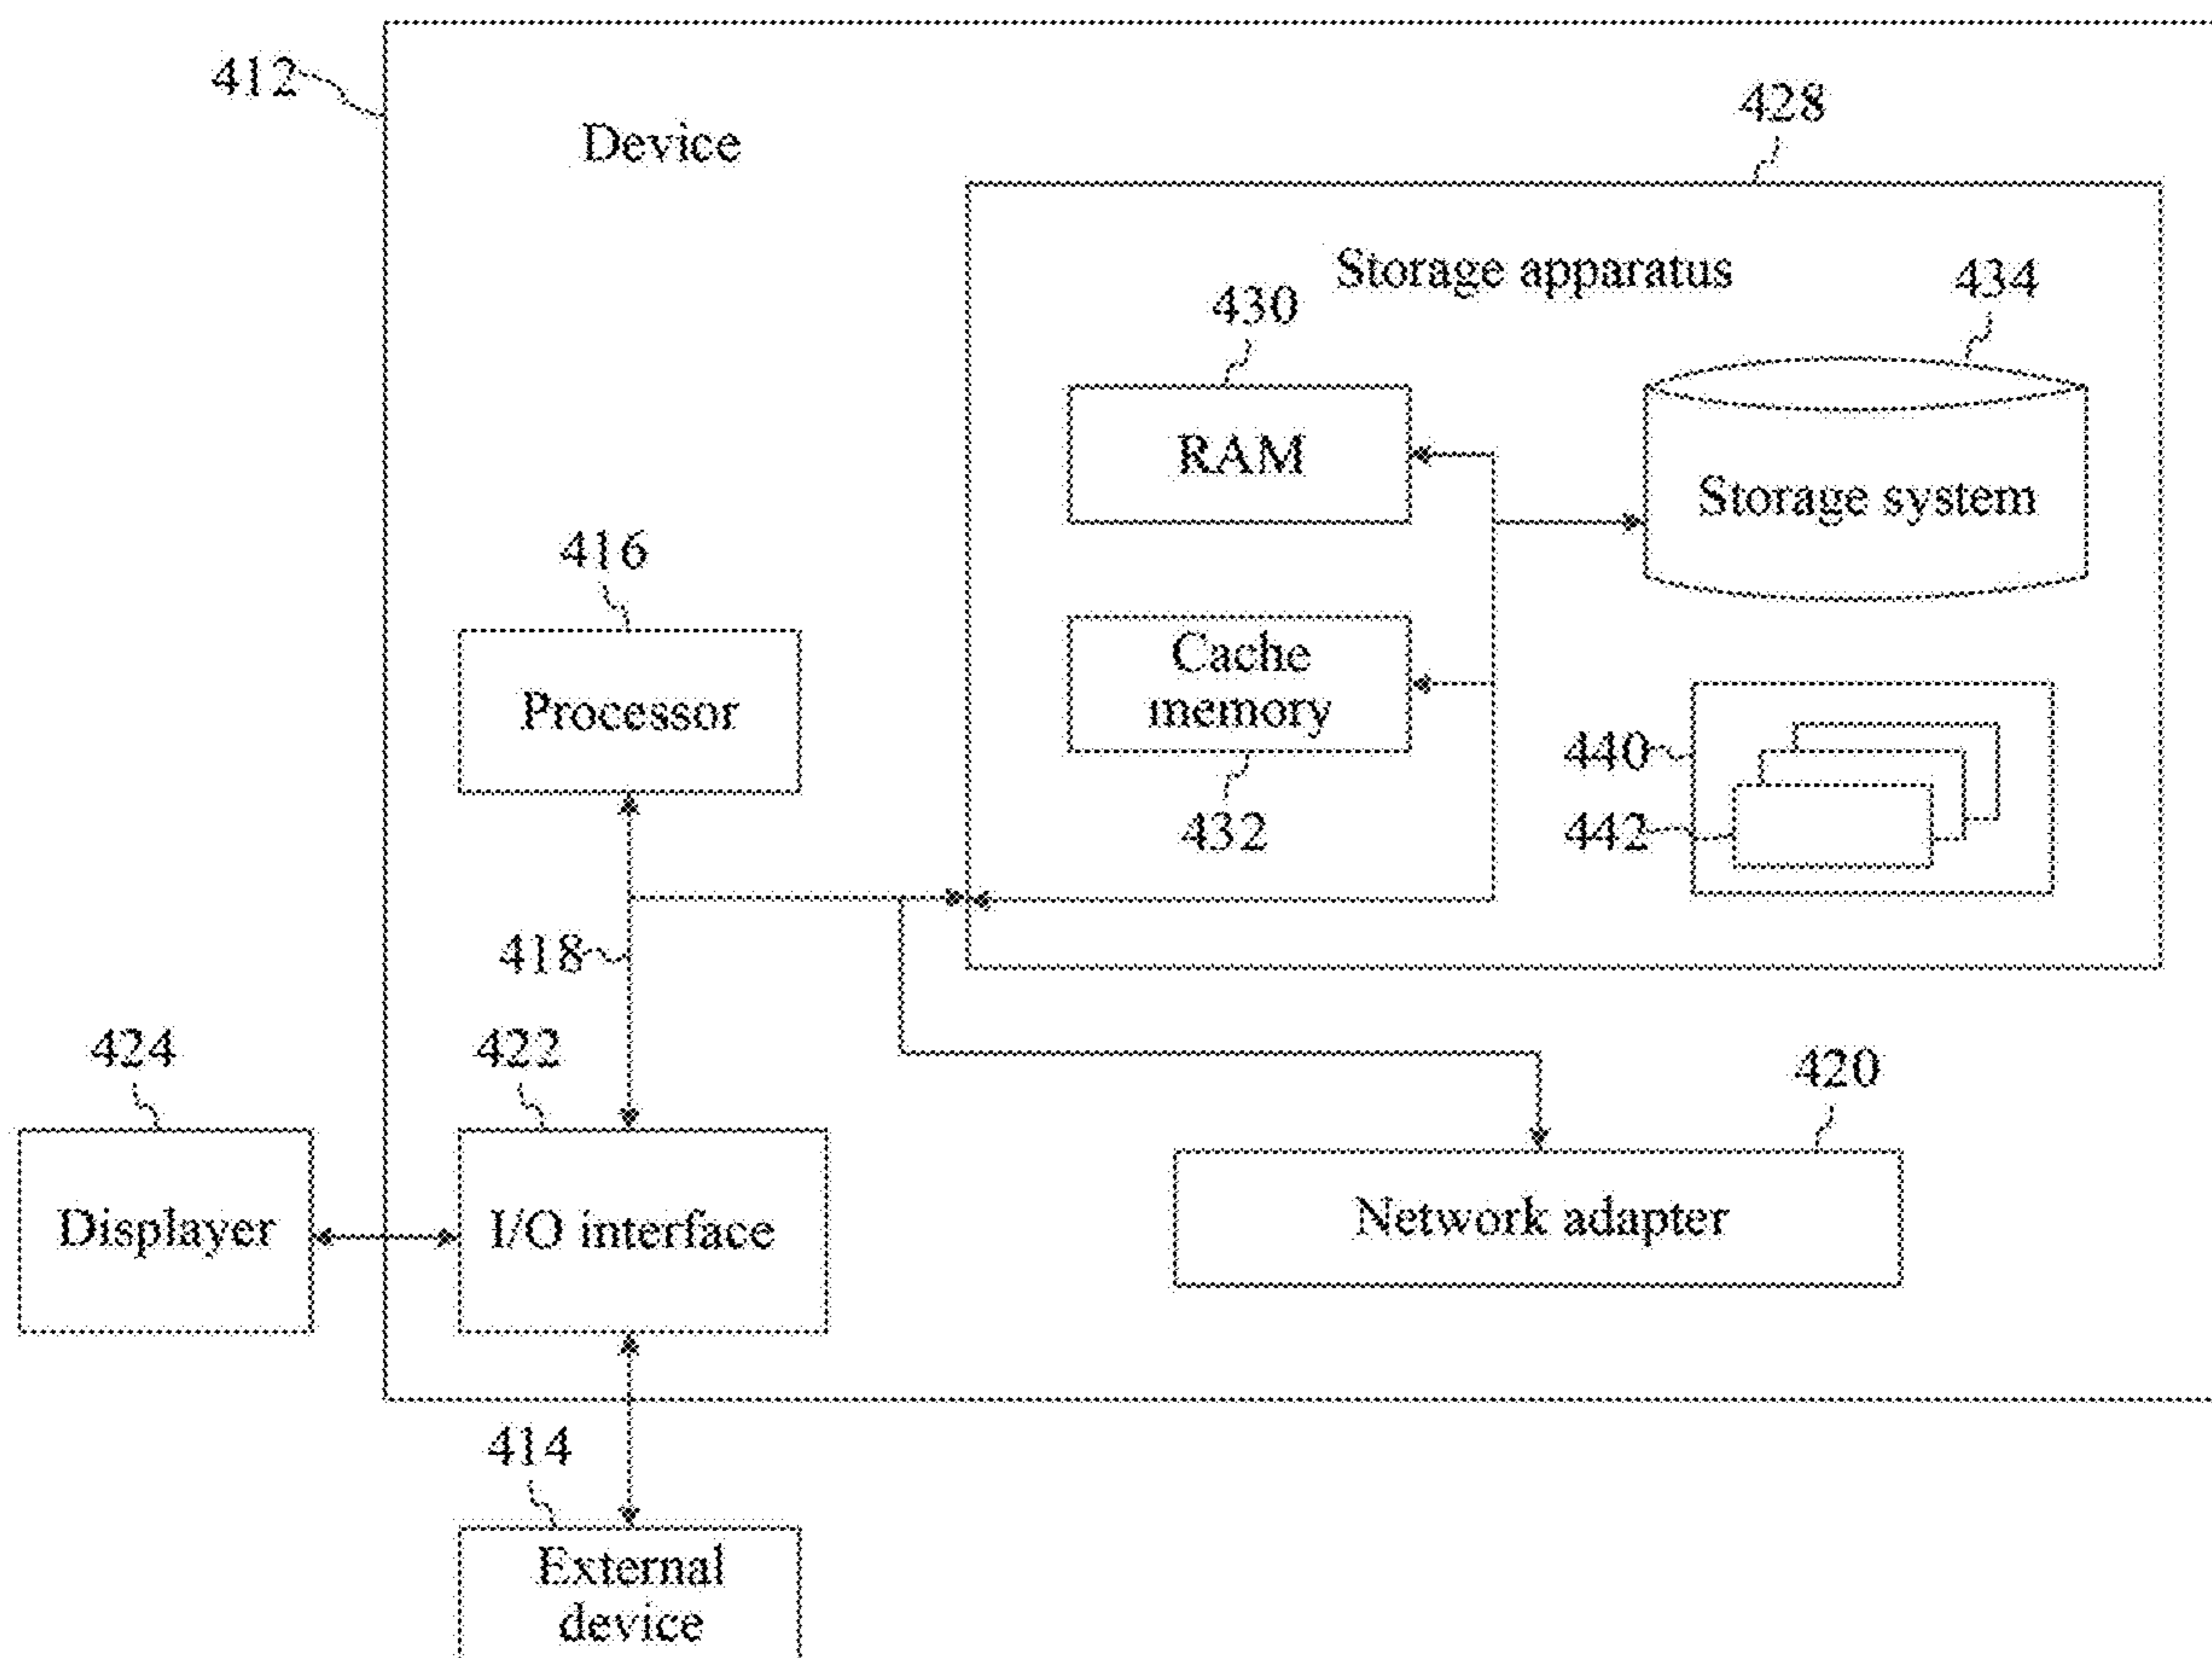 412
Device
428
Storage apparatus
430
434
RAM
Storage system
416
Processor
Cache
memory
432
440
442
418
424
422
420
Displayer
I/O interface
Network adapter
414
External
device